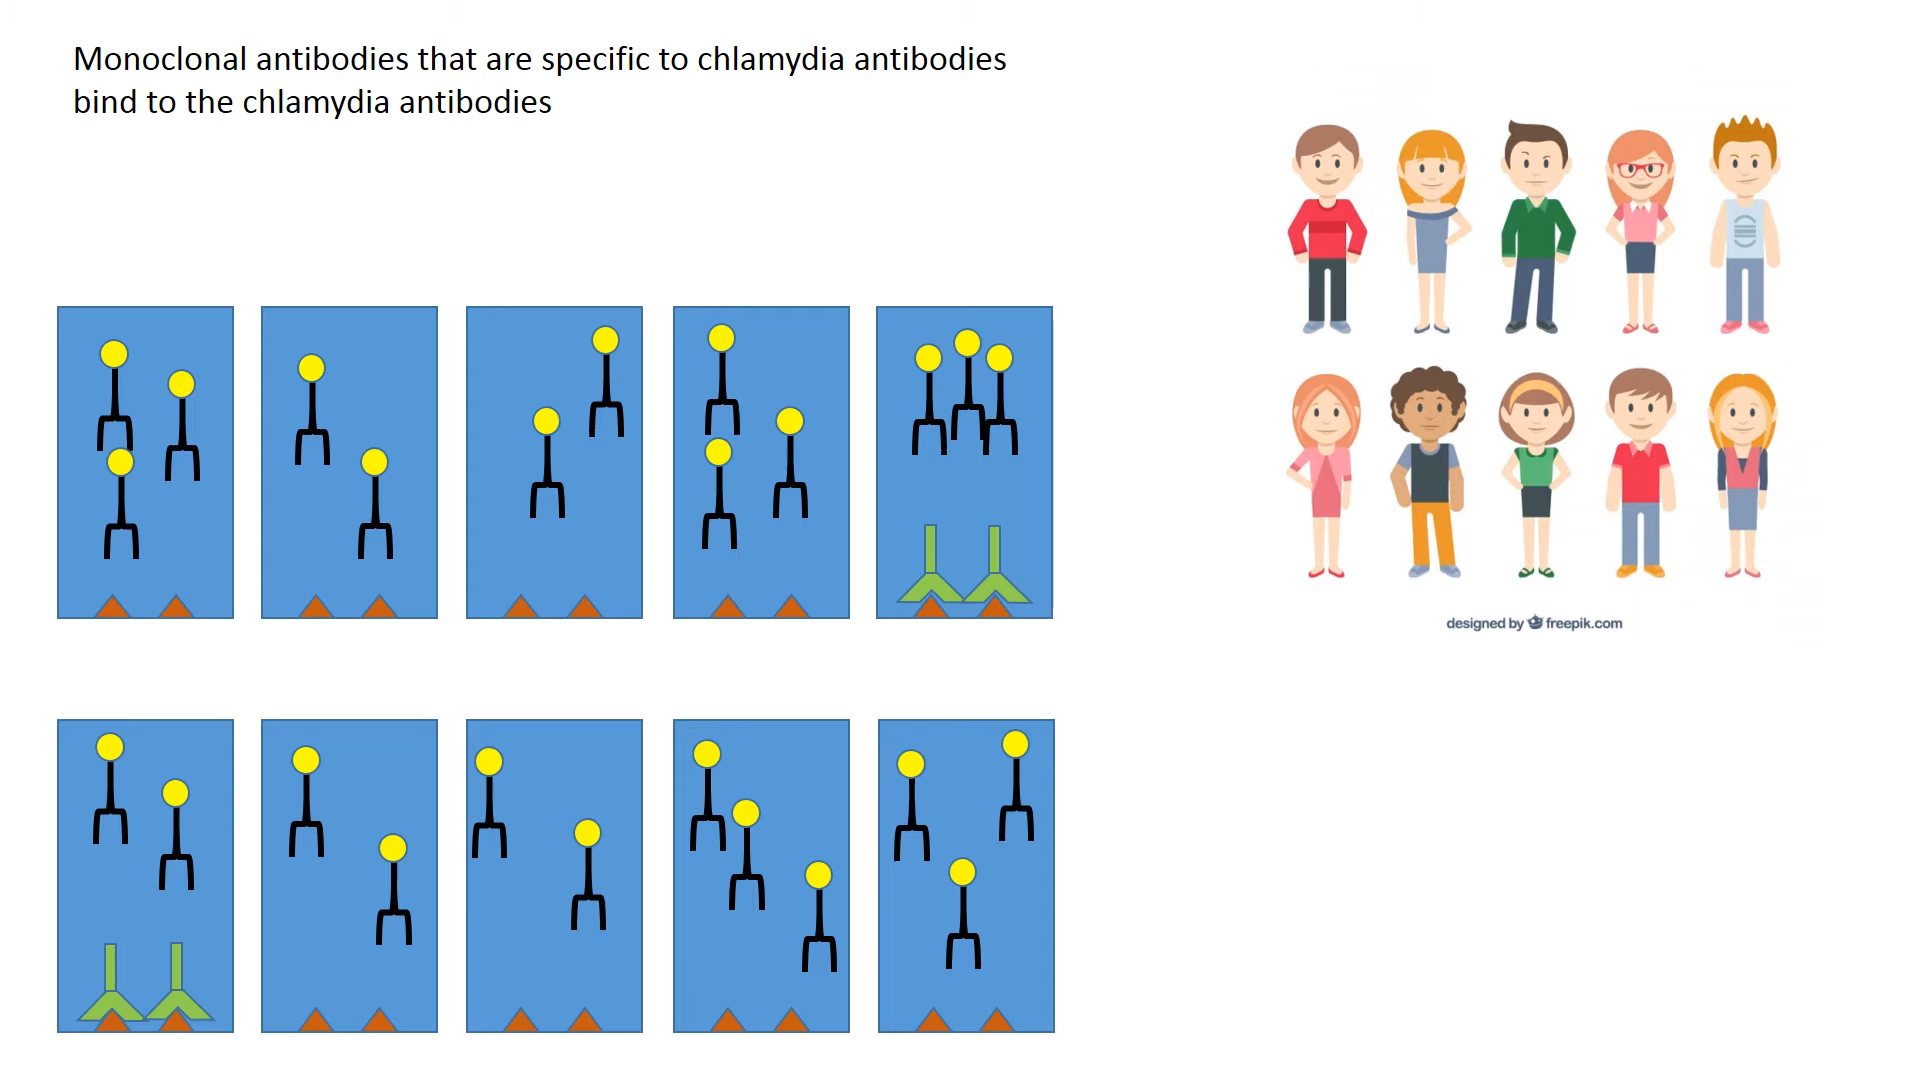 Monoclonal antibodies that are specific to chlamydia antibodies
bind to the chlamydia antibodies
designed by freepik.com